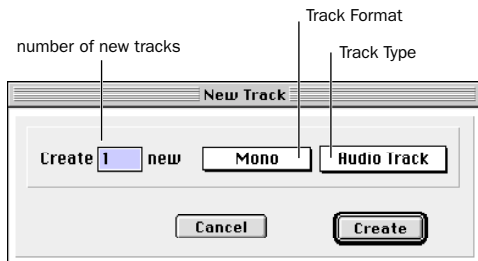 Track Format
number of new tracks
Track Type
New Track
Create 1 new Mono Audio Track
Cancel Create